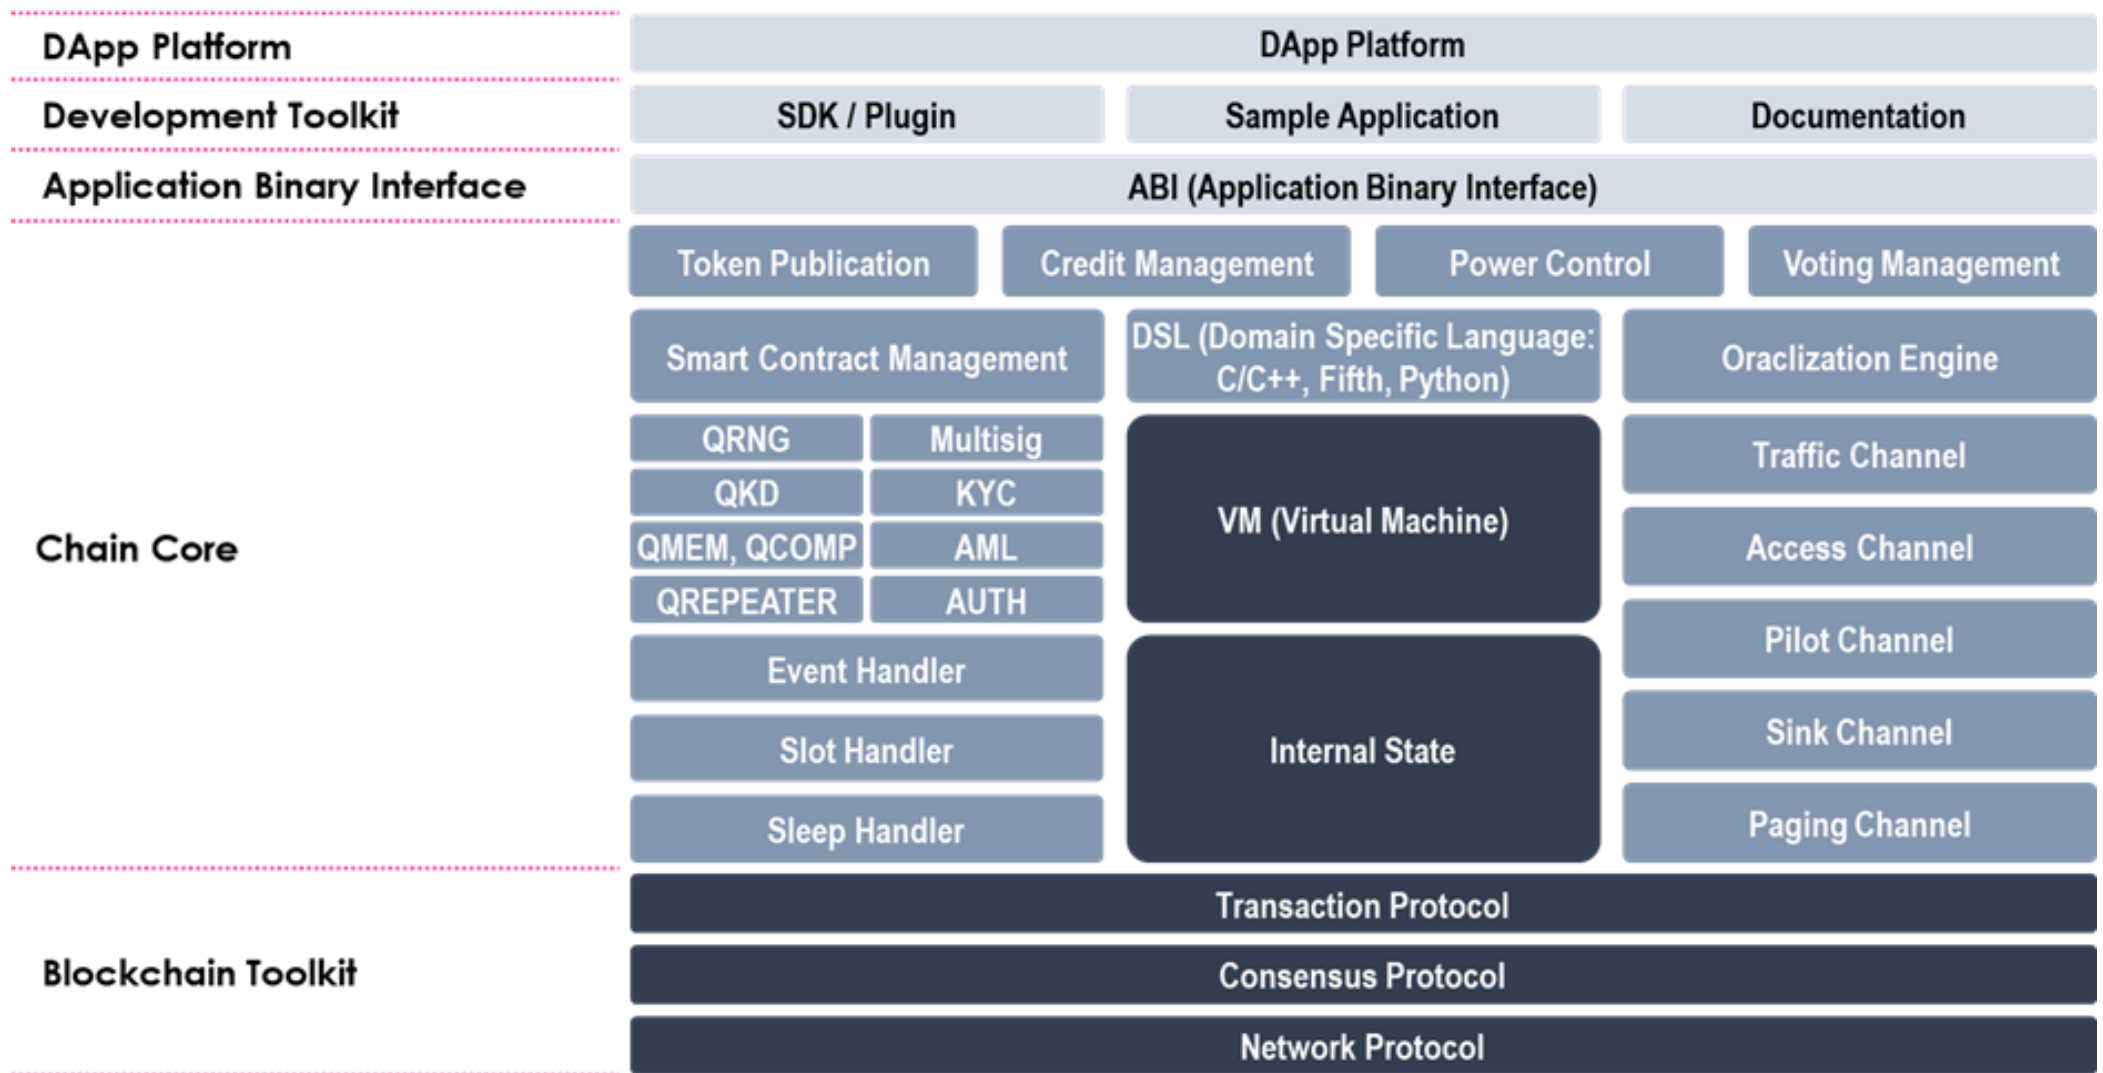 DApp Platform
DApp Platform
Development Toolkit
SDK / Plugin
Sample Application
Documentation
Application Binary Interface
ABI (Application Binary Interface)
Chain Core
Token Publication
Credit Management
Power Control
Voting Management
Smart Contract Management
DSL (Domain Specific Language:
C/C++, Fifth, Python)
Oraclization Engine
QRNG
Multisig
QKD
KYC
QMEM, QCOMP
AML
QREPEATER
AUTH
Event Handler
Slot Handler
Sleep Handler
VM (Virtual Machine)
Internal State
Traffic Channel
Access Channel
Pilot Channel
Sink Channel
Paging Channel
Blockchain Toolkit
Transaction Protocol
Consensus Protocol
Network Protocol